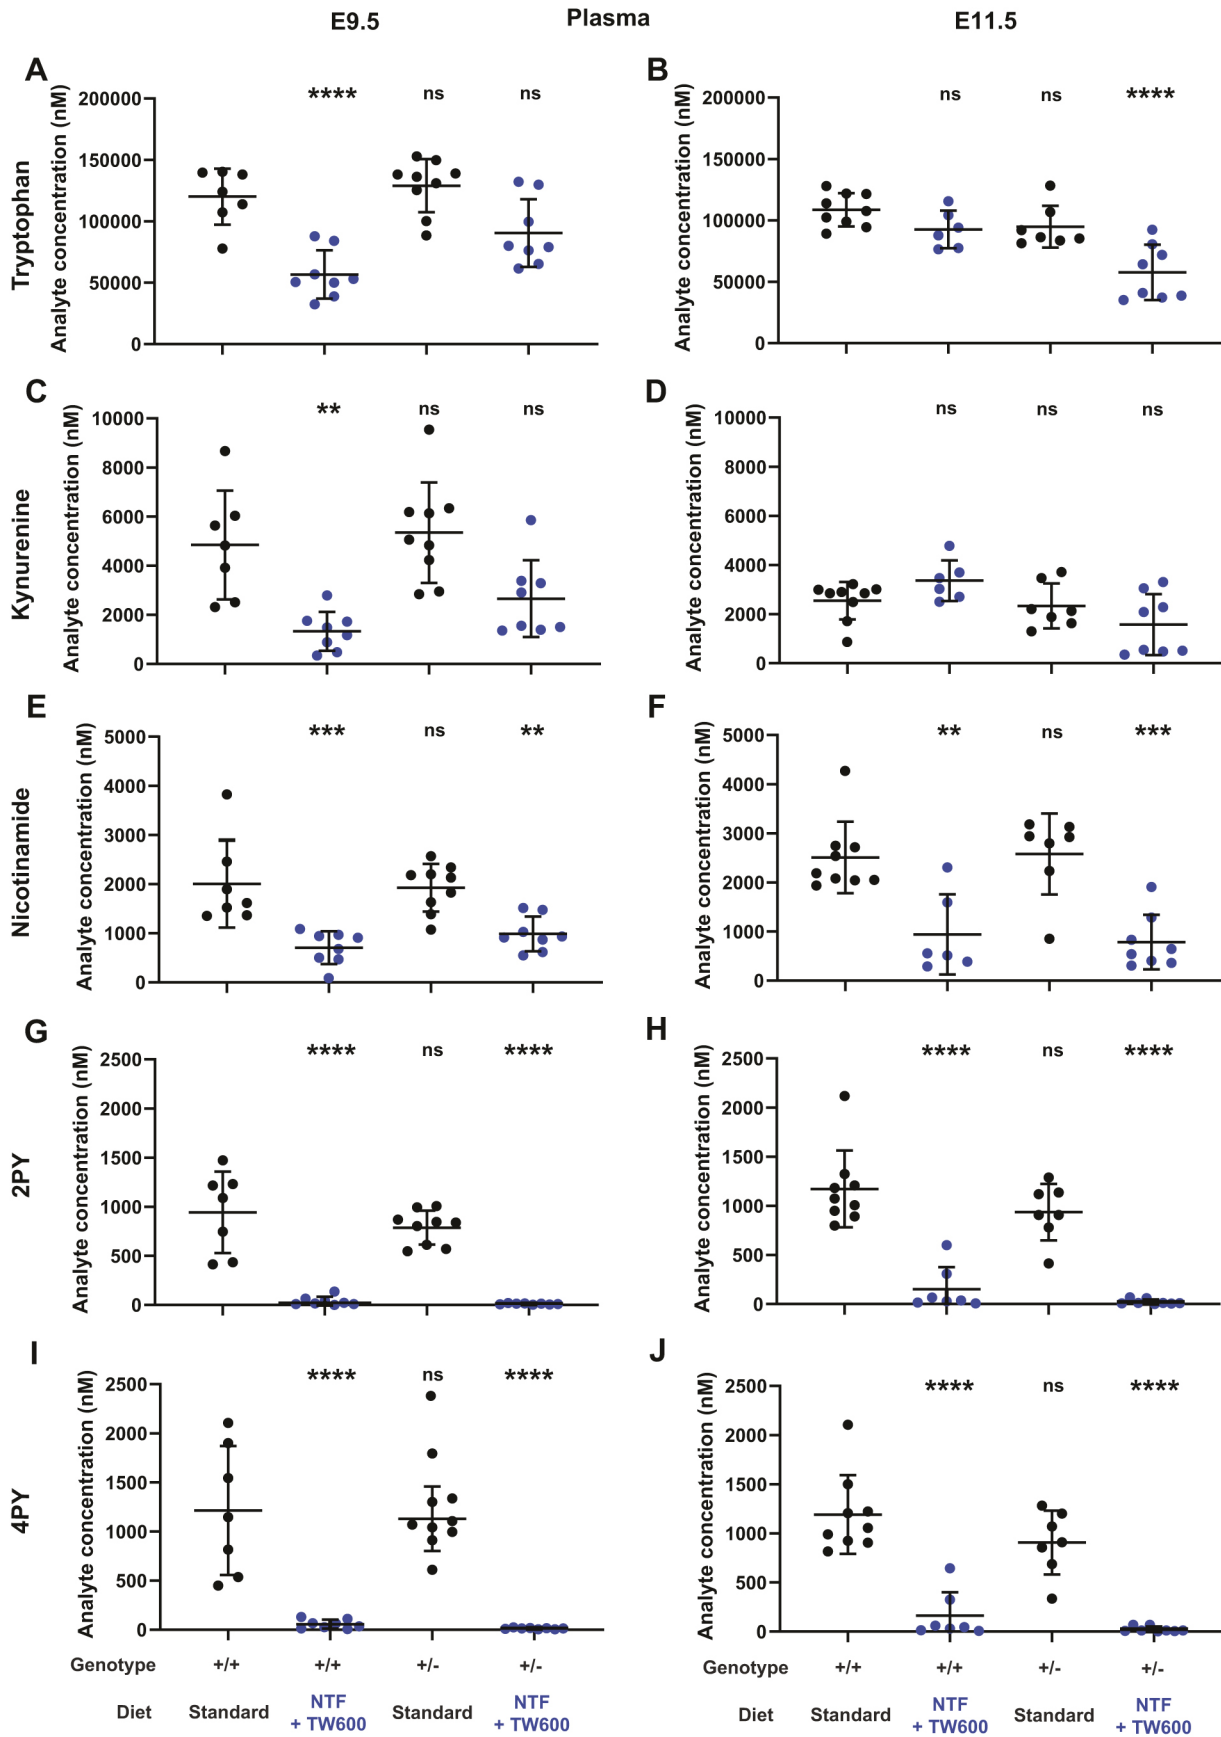 E9.5 Plasma E11.5
A B
**** ns ns
ns ns ****
Tryptophan
Analyte concentration (nM)
200000
150000
100000
50000
0
Analyte concentration (nM)
200000
150000
100000
50000
0
C D
** ns ns
ns ns ns
Kynurenine
Analyte concentration (nM)
10000
8000
6000
4000
2000
0
Analyte concentration (nM)
10000
8000
6000
4000
2000
0
E F
*** ns **
** ns ***
Nicotinamide
Analyte concentration (nM)
5000
4000
3000
2000
1000
0
Analyte concentration (nM)
5000
4000
3000
2000
1000
0
G H
**** ns ****
**** ns ****
2PY
Analyte concentration (nM)
2500
2000
1500
1000
500
0
Analyte concentration (nM)
2500
2000
1500
1000
500
0
I J
**** ns ****
**** ns ****
4PY
Analyte concentration (nM)
2500
2000
1500
1000
500
0
Analyte concentration (nM)
2500
2000
1500
1000
500
0
Genotype +/+ +/+ +/- +/-
Diet Standard NTF + TW600 Standard NTF + TW600
Genotype +/+ +/+ +/- +/-
Diet Standard NTF + TW600 Standard NTF + TW600